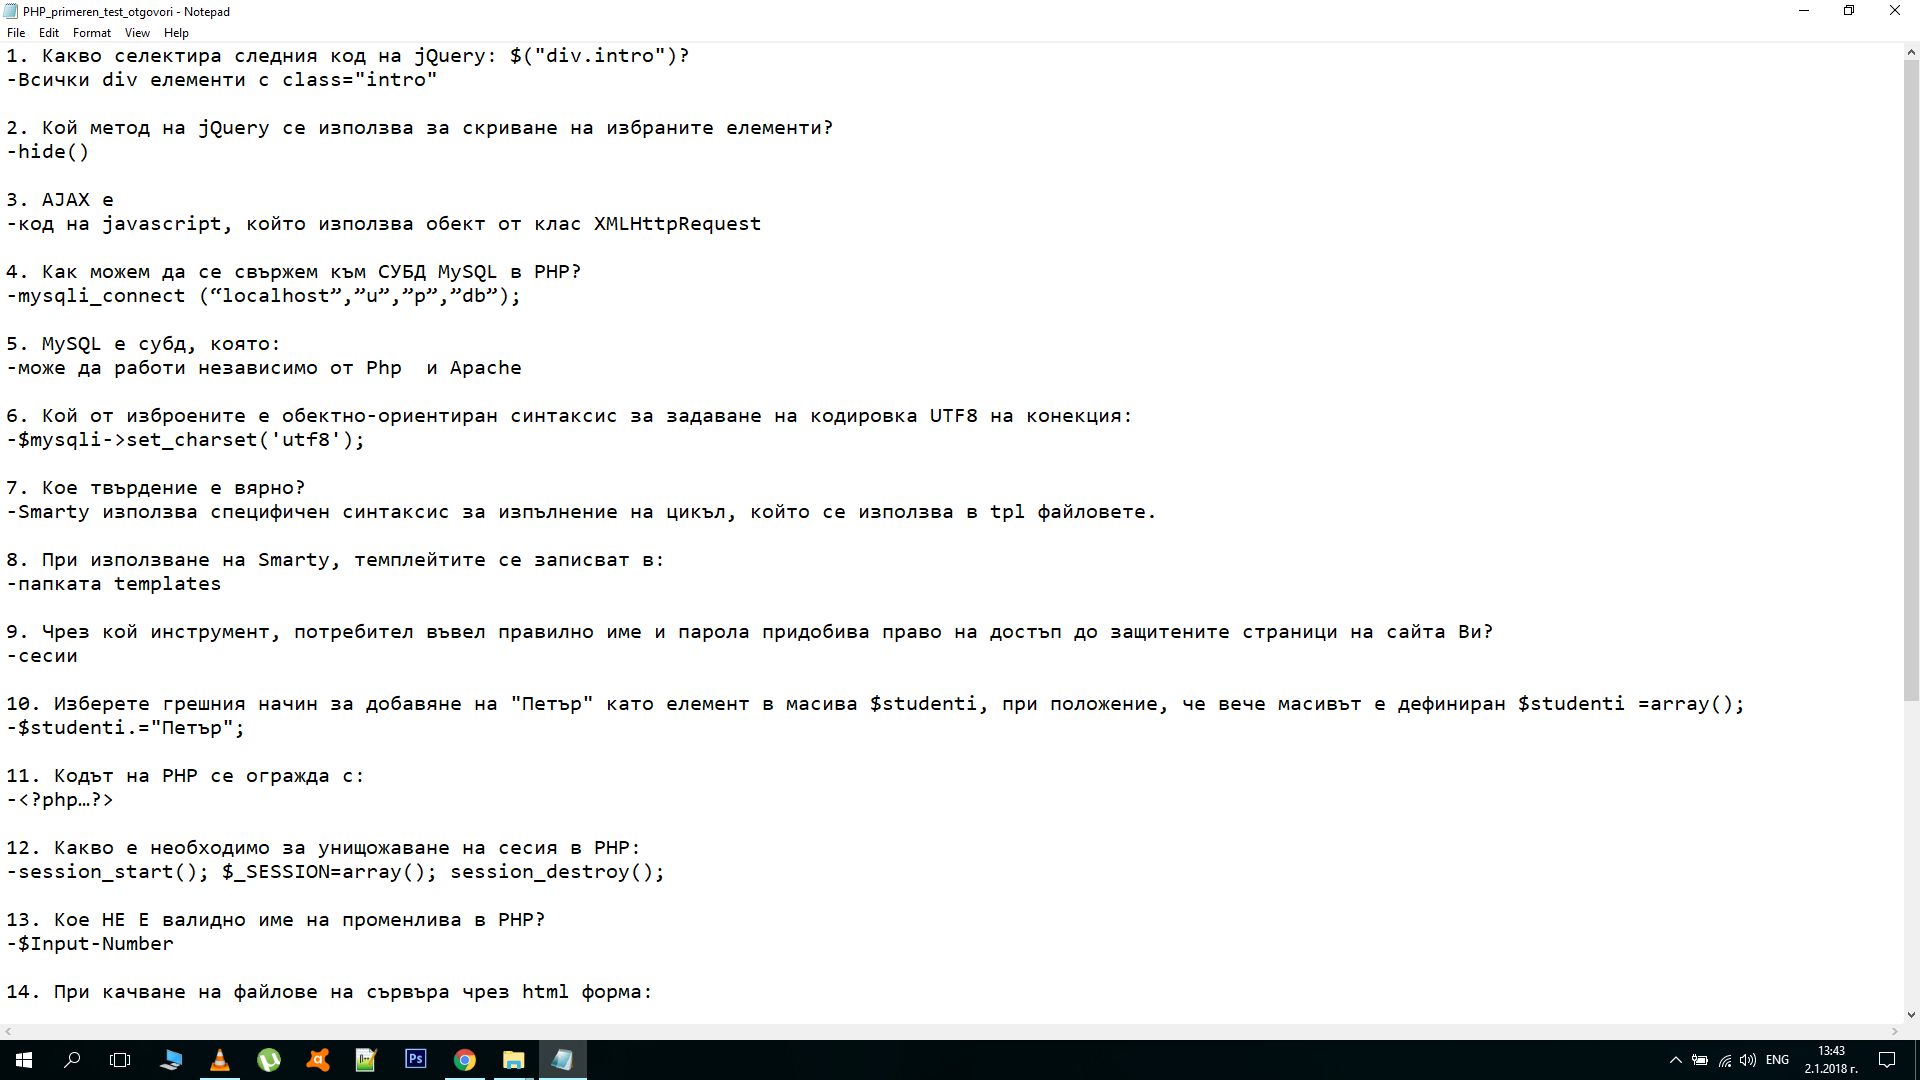 PHP_primeren_test_otgovori - Notepad
File Edit Format View Help
1. Какво селектира следния код на jQuery: $("div.intro")?
-Всички div елементи с class="intro"
2. Кой метод на jQuery се използва за скриване на избраните елементи?
-hide()
3. AJAX е
-код на javascript, който използва обект от клас XMLHttpRequest
4. Как можем да се свържем към СУБД MySQL в PHP?
-mysqli_connect (“localhost”,”u”,”p”,”db”);
5. MySQL е субд, която:
-може да работи независимо от Php  и Apache
6. Кой от изброените е обектно-ориентиран синтаксис за задаване на кодировка UTF8 на конекция:
-$mysqli->set_charset('utf8');
7. Кое твърдение е вярно?
-Smarty използва специфичен синтаксис за изпълнение на цикъл, който се използва в tpl файловете.
8. При използване на Smarty, темплейтите се записват в:
-папката templates
9. Чрез кой инструмент, потребител въвел правилно име и парола придобива право на достъп до защитените страници на сайта Ви?
-сесии
10. Изберете грешния начин за добавяне на "Петър" като елемент в масива $studenti, при положение, че вече масивът е дефиниран $studenti =array();
-$studenti.="Петър";
11. Кодът на PHP се огражда с:
-<?php…?>
12. Какво е необходимо за унищожаване на сесия в PHP:
-session_start(); $_SESSION=array(); session_destroy();
13. Кое НЕ Е валидно име на променлива в PHP?
-$Input-Number
14. При качване на файлове на сървъра чрез html форма:
Ps
ENG
13:43
2.1.2018 г.